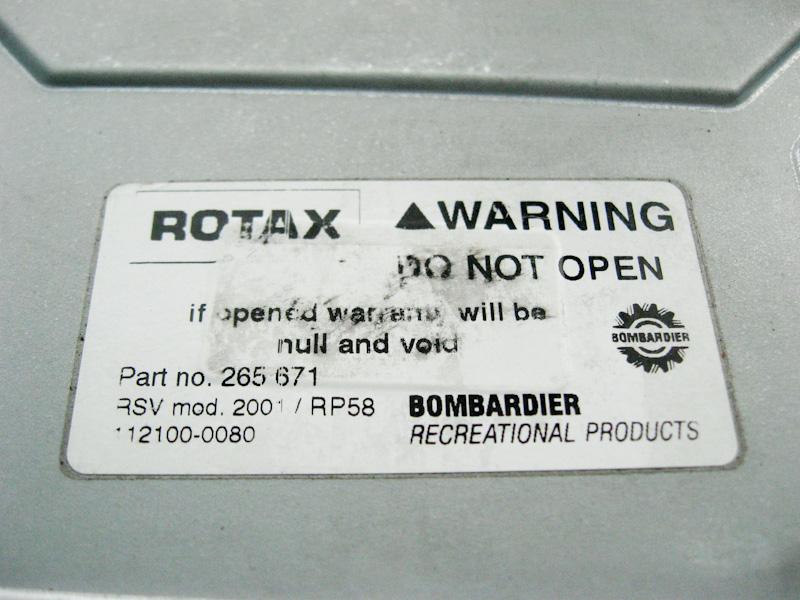 ROTAX
▲WARNING
DO NOT OPEN
if opened warranty will be
null and void
BOMBARDIER
Part no. 265 671
RSV mod. 2001 / RP58
112100-0080
BOMBARDIER
RECREATIONAL PRODUCTS